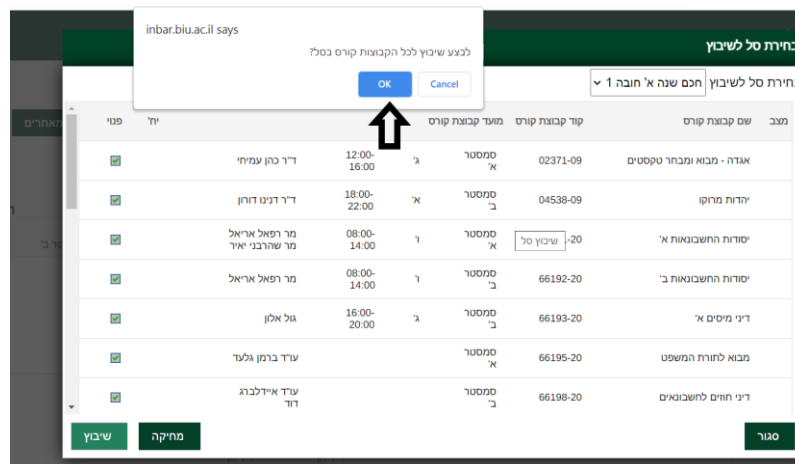 inbar.biu.ac.il says
לבצע שיבוץ לכל הקבוצות קורס בסל?
OK
Cancel
בחירת סל לשיבוץ
בחירת סל לשיבוץ חכם שנה א' חובה 1
מצב שם קבוצת קורס קוד קבוצת קורס מועד קבוצת קורס יח' פנוי
אגדה - מבוא ומבחר טקסטים 02371-09 סמסטר א' ג' 12:00-16:00 ד"ר כהן עמיחי
יהדות מרוקו 04538-09 סמסטר ב' א' 18:00-22:00 ד"ר דנינו דורון
יסודות החשבונאות א' -20 שיבוץ סל סמסטר א' ו' 08:00-14:00 מר רפאל אריאל
מר שהרבני יאיר
יסודות החשבונאות ב' 66192-20 סמסטר ב' ו' 08:00-14:00 מר רפאל אריאל
דיני מיסים א' 66193-20 סמסטר ב' ג' 16:00-20:00 גול אלון
מבוא לתורת המשפט 66195-20 סמסטר א' עו"ד ברמן גלעד
דיני חוזים לחשבונאים 66198-20 סמסטר ב' עו"ד איידלברג דוד
סגור מחיקה שיבוץ
מאחרים